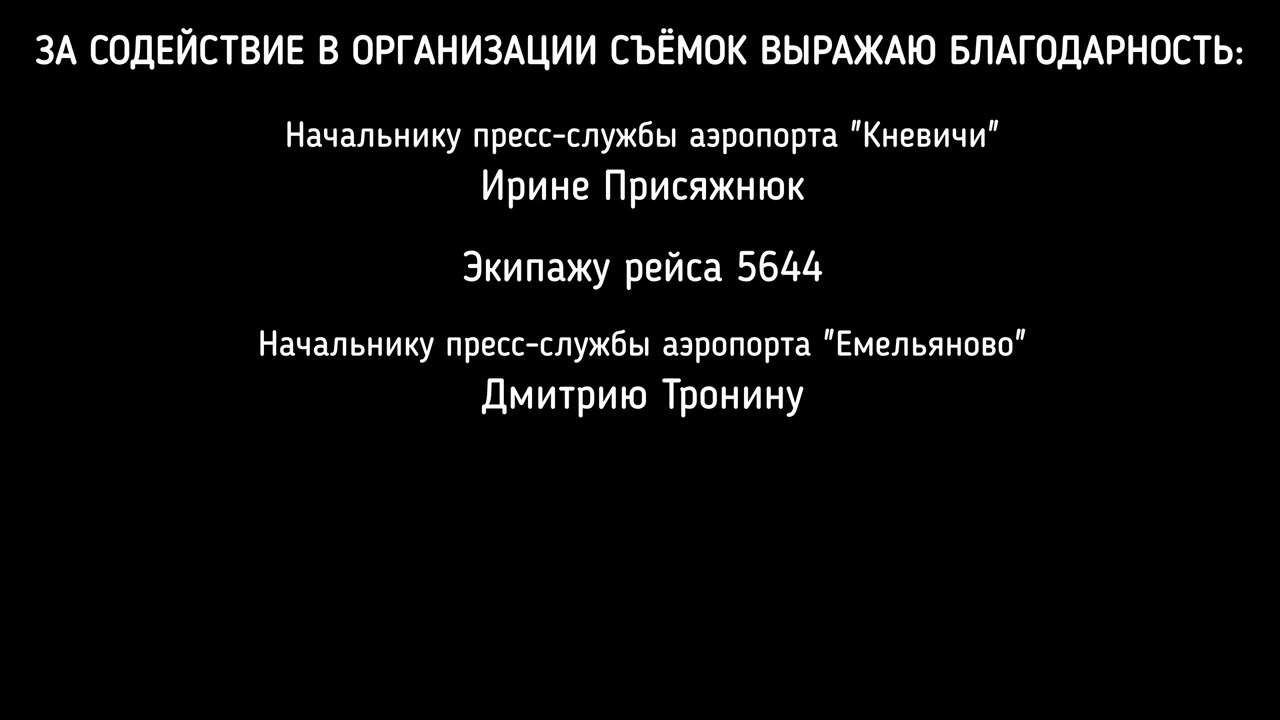 ЗА СОДЕЙСТВИЕ В ОРГАНИЗАЦИИ СЪЁМОК ВЫРАЖАЮ БЛАГОДАРНОСТЬ:
Начальнику пресс-службы аэропорта "Кневичи"
Ирине Присяжнюк
Экипажу рейса 5644
Начальнику пресс-службы аэропорта "Емельяново"
Дмитрию Тронину